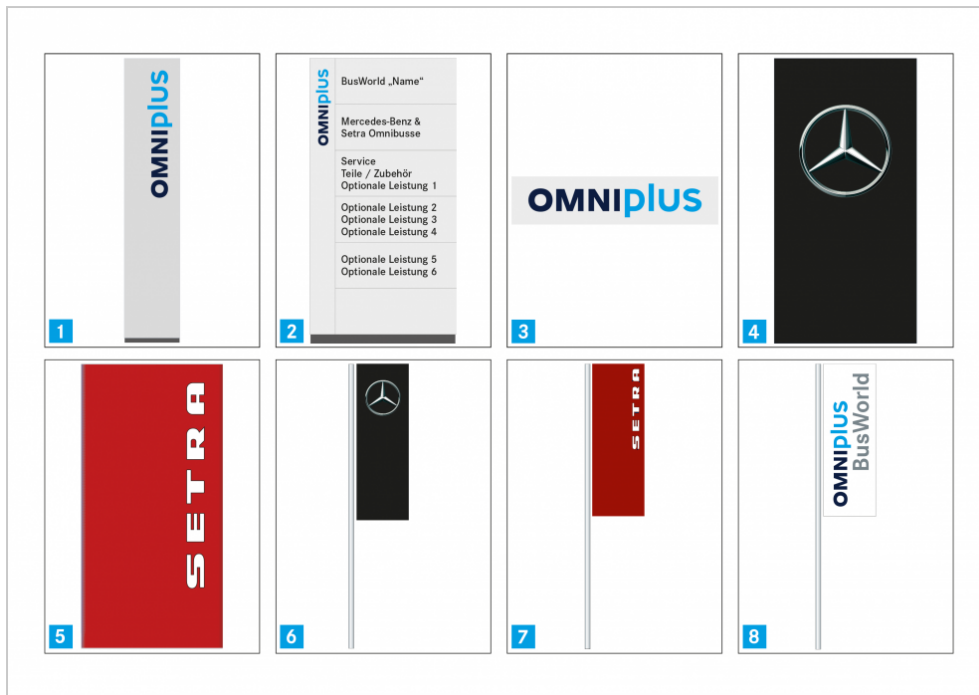 OMNIplus
1
OMNIplus
BusWorld „Name“
Mercedes-Benz &
Setra Omnibusse
Service
Teile / Zubehör
Optionale Leistung 1
Optionale Leistung 2
Optionale Leistung 3
Optionale Leistung 4
Optionale Leistung 5
Optionale Leistung 6
2
OMNIplus
3
4
SETRA
5
6
SETRA
7
OMNIplus
BusWorld
8